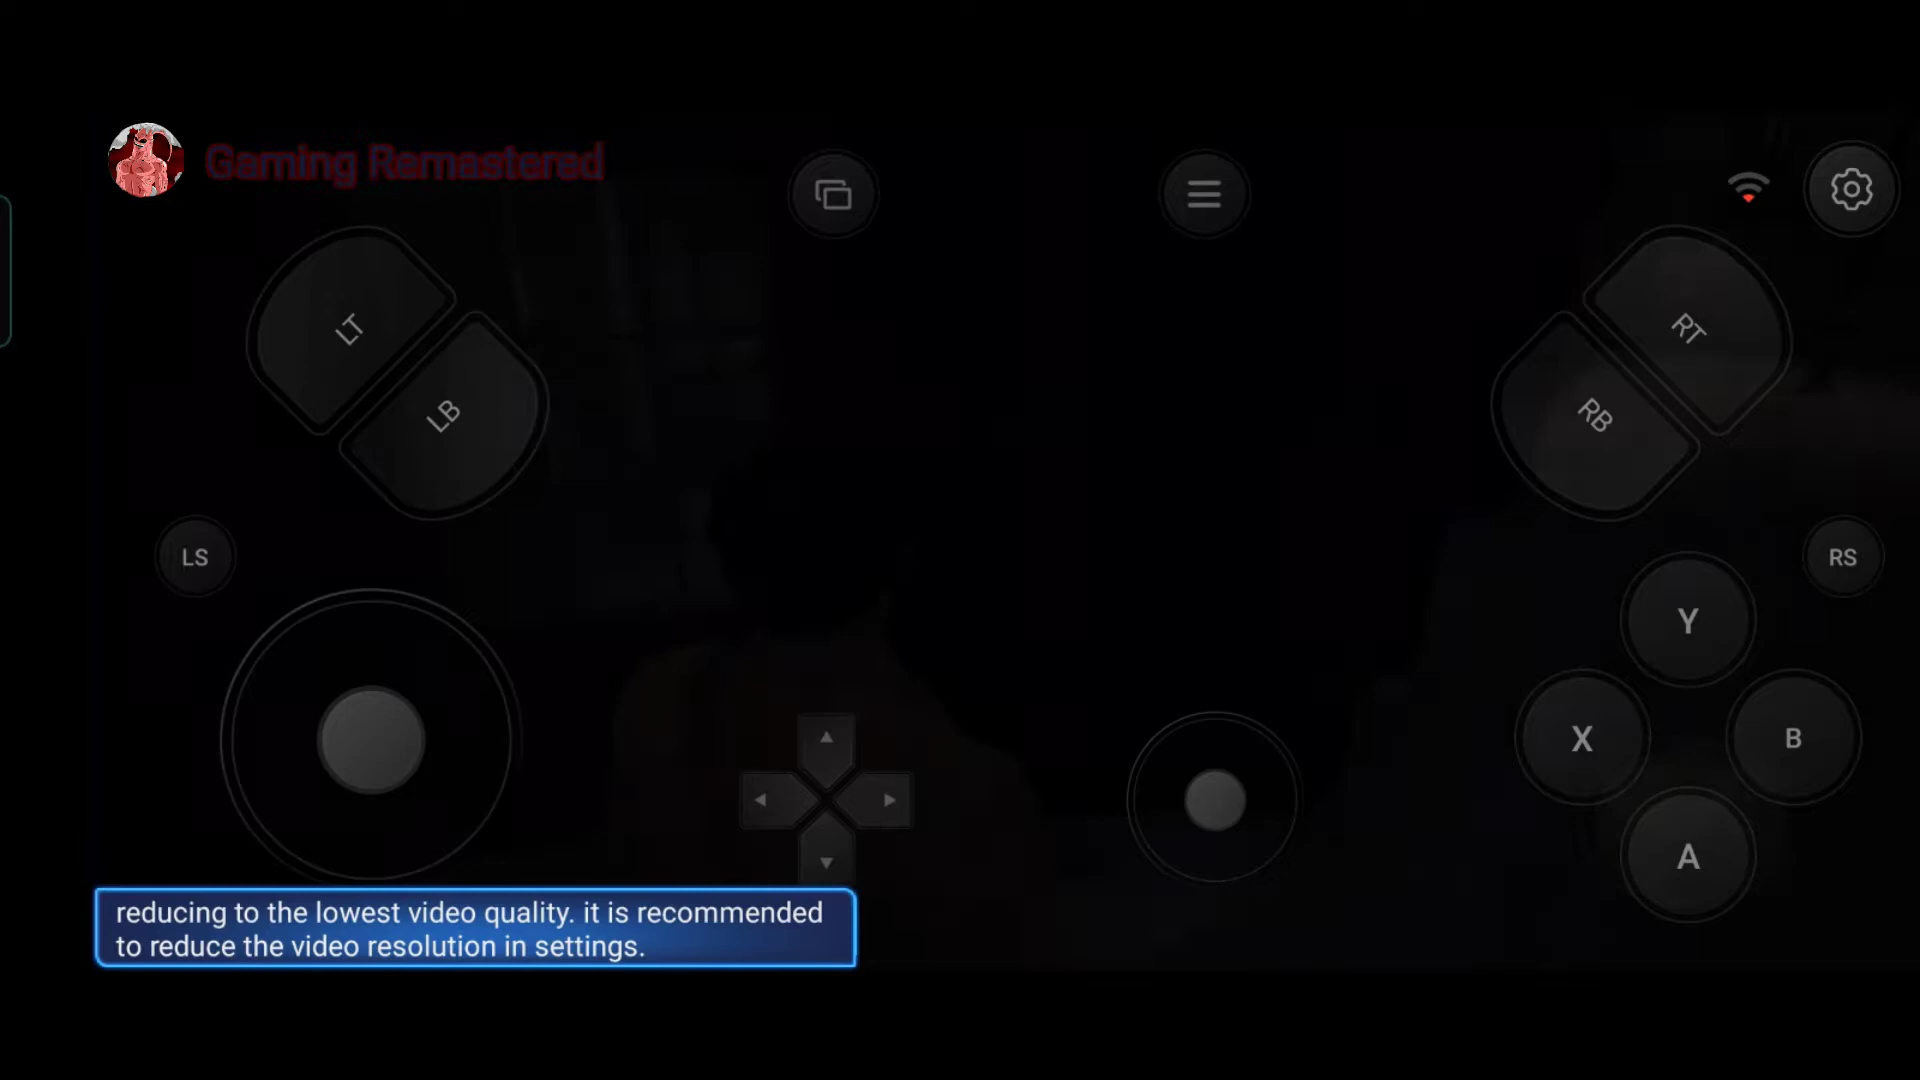 Gaming Remastered
LT
LB
RT
RB
LS
RS
Y
X
B
A
reducing to the lowest video quality. it is recommended
to reduce the video resolution in settings.